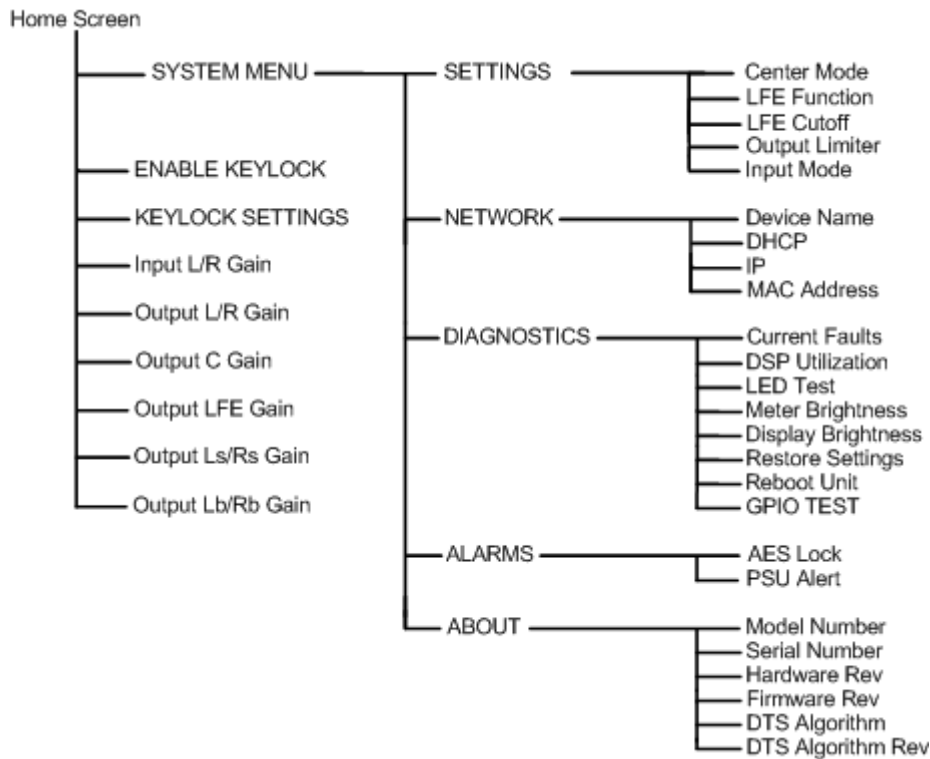 Home Screen
SYSTEM MENU
ENABLE KEYLOCK
KEYLOCK SETTINGS
Input L/R Gain
Output L/R Gain
Output C Gain
Output LFE Gain
Output Ls/Rs Gain
Output Lb/Rb Gain
SETTINGS
Center Mode
LFE Function
LFE Cutoff
Output Limiter
Input Mode
NETWORK
Device Name
DHCP
IP
MAC Address
DIAGNOSTICS
Current Faults
DSP Utilization
LED Test
Meter Brightness
Display Brightness
Restore Settings
Reboot Unit
GPIO TEST
ALARMS
AES Lock
PSU Alert
ABOUT
Model Number
Serial Number
Hardware Rev
Firmware Rev
DTS Algorithm
DTS Algorithm Rev